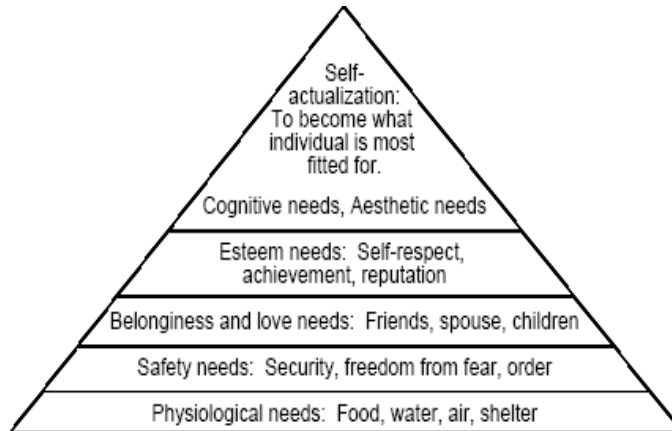 Self-
actualization:
To become what
individual is most
fitted for.
Cognitive needs, Aesthetic needs
Esteem needs: Self-respect,
achievement, reputation
Belonginess and love needs: Friends, spouse, children
Safety needs: Security, freedom from fear, order
Physiological needs: Food, water, air, shelter